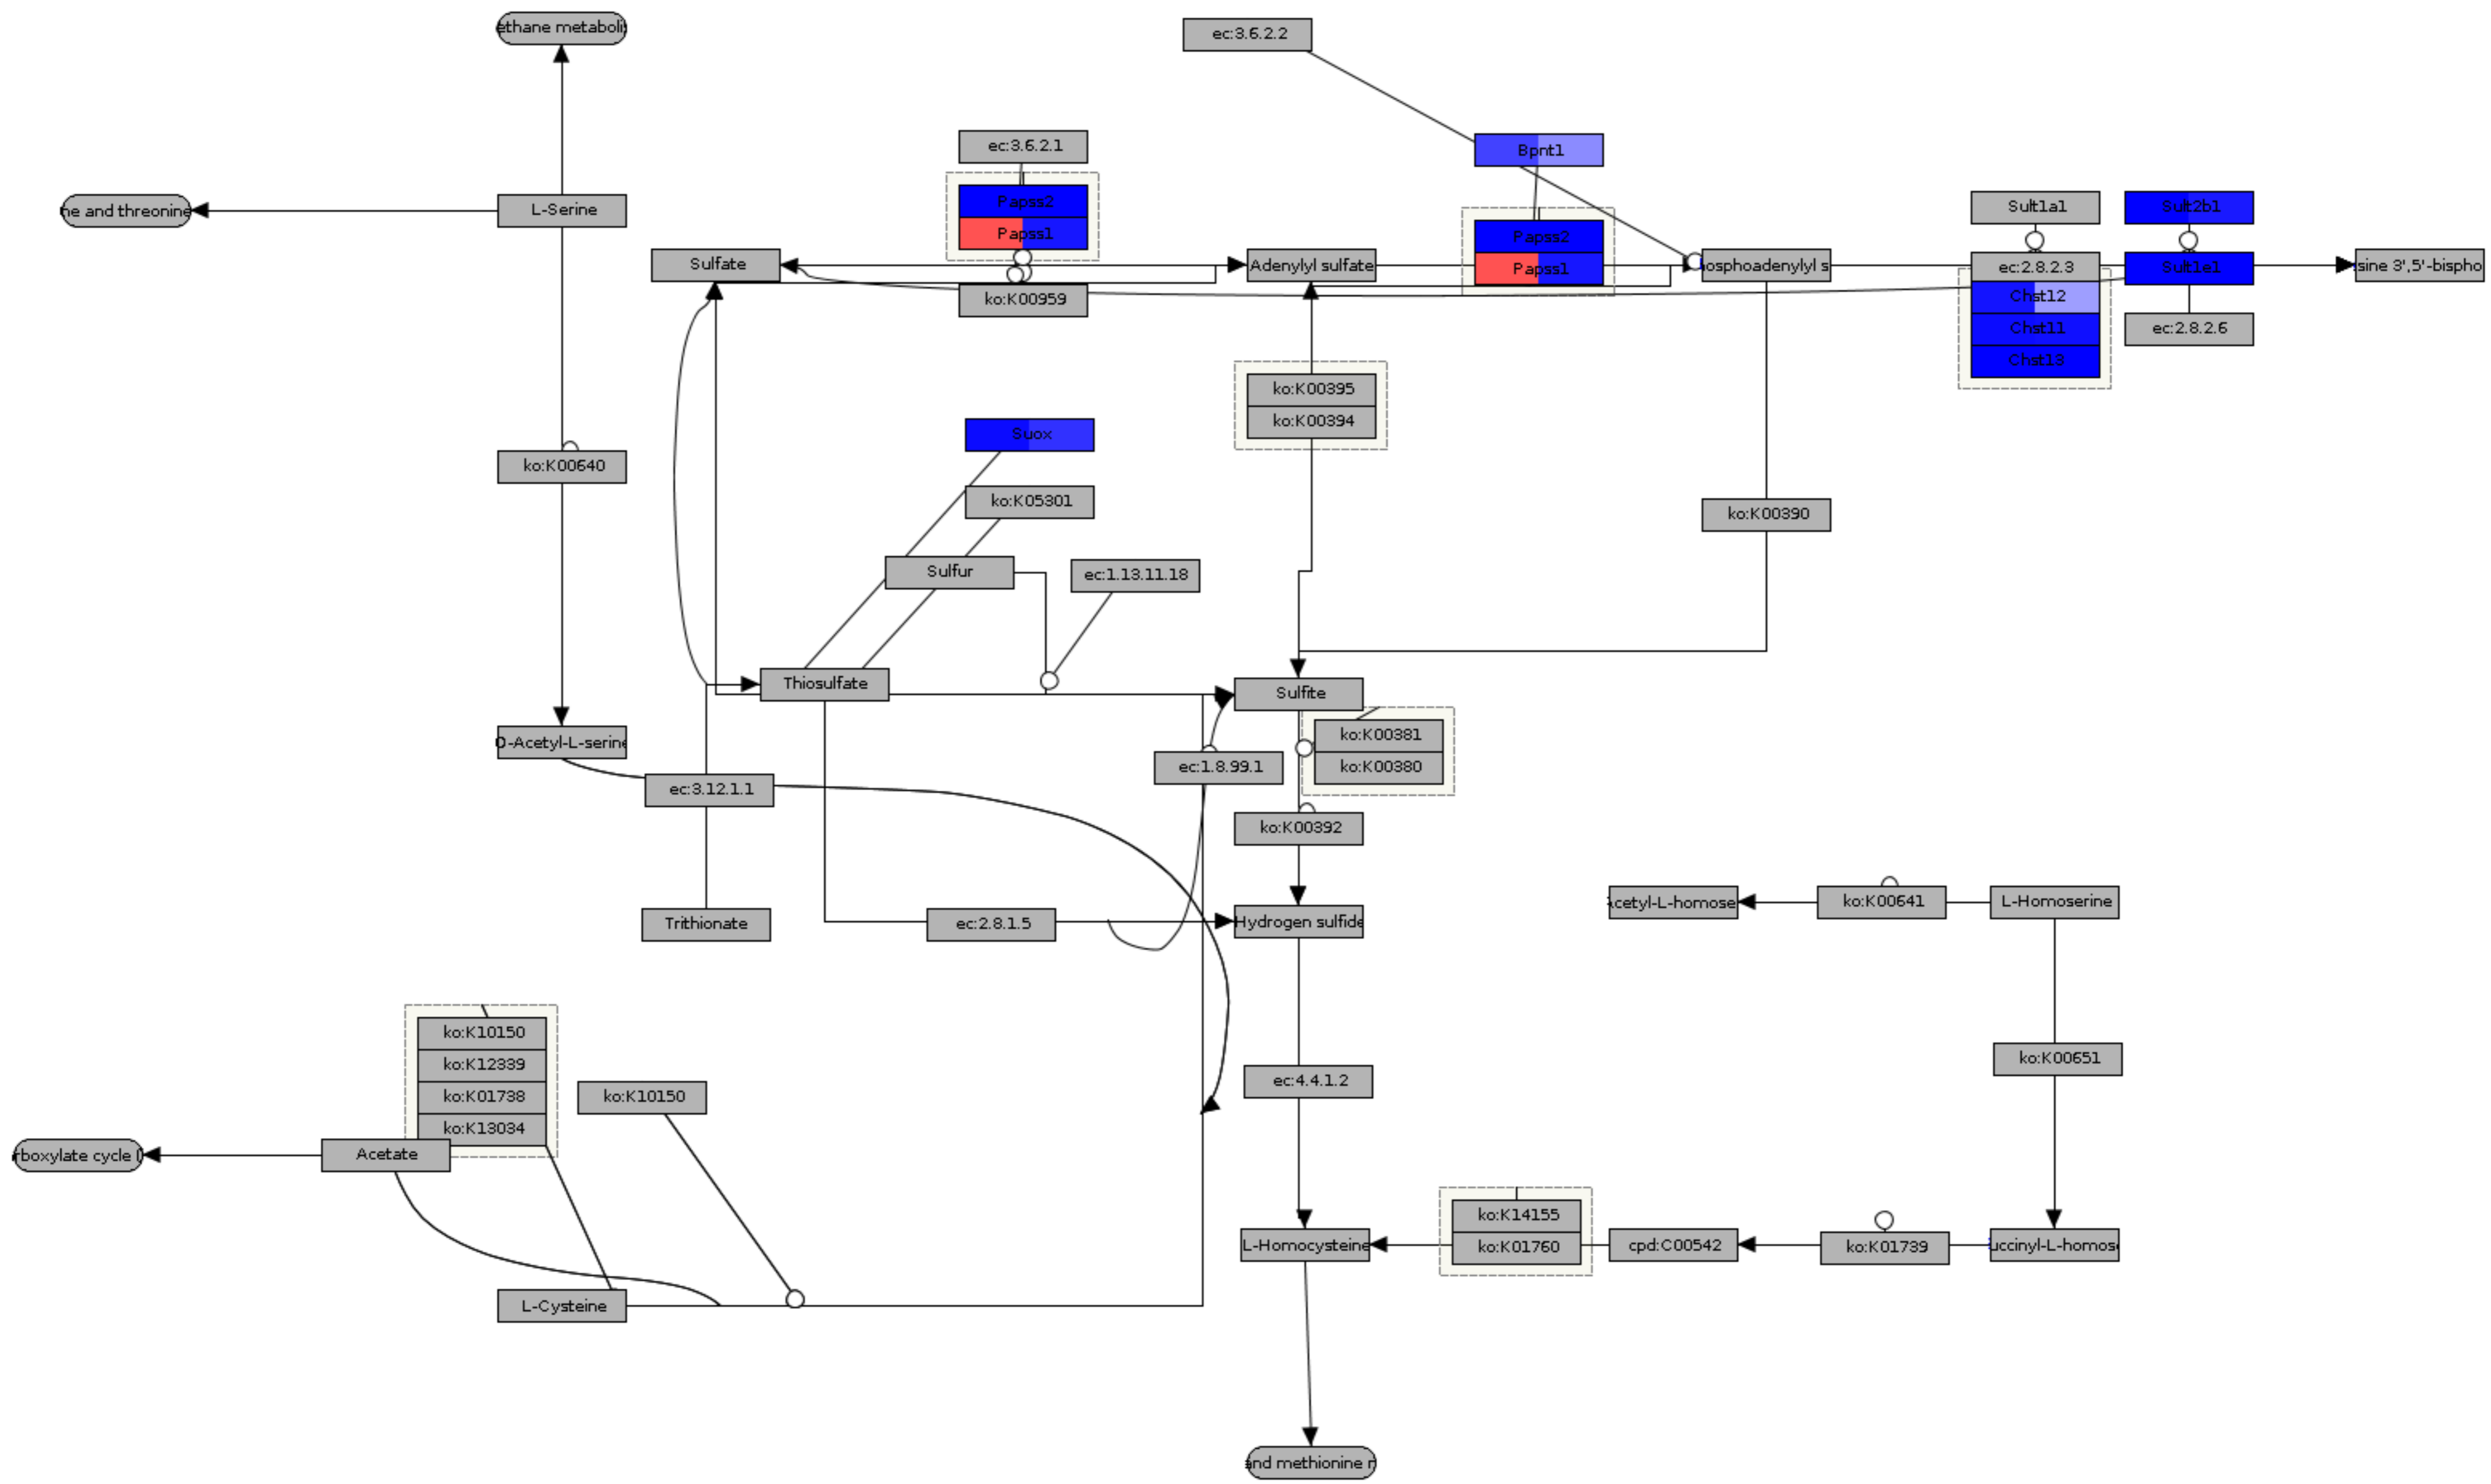 ethane metaboli
ec:3.6.2.2
ec:3.6.2.1
Bpnt1
ne and threonine
L-Serine
Papss2
Papss1
Sult1a1
Sult2b1
Papss2
Papss1
Sulfate
Adenylyl sulfate
osphoadenylyl s
ec:2.8.2.3
Sult1e1
sine 3',5'-bispho
ko:K00959
Chst12
Chst11
Chst13
ec:2.8.2.6
ko:K00395
ko:K00394
Suox
ko:K00640
ko:K05301
ko:K00390
Sulfur
ec:1.13.11.18
Thiosulfate
Sulfite
O-Acetyl-L-serine
ko:K00381
ko:K00380
ec:1.8.99.1
ec:3.12.1.1
ko:K00392
Trithionate
ec:2.8.1.5
Hydrogen sulfide
cetyl-L-homose
ko:K00641
L-Homoserine
ko:K10150
ko:K12339
ko:K01738
ko:K13034
ko:K10150
ec:4.4.1.2
ko:K00651
rboxylate cycle (
Acetate
ko:K14155
ko:K01760
L-Homocysteine
cpd:C00542
ko:K01739
uccinyl-L-homos
L-Cysteine
and methionine r